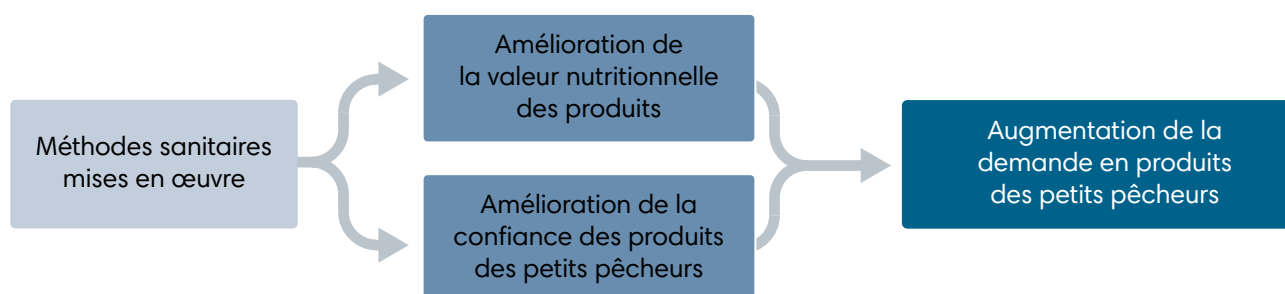 Méthodes sanitaires
mises en œuvre
Amélioration de
la valeur nutritionnelle
des produits
Amélioration de la
confiance des produits
des petits pêcheurs
Augmentation de la
demande en produits
des petits pêcheurs